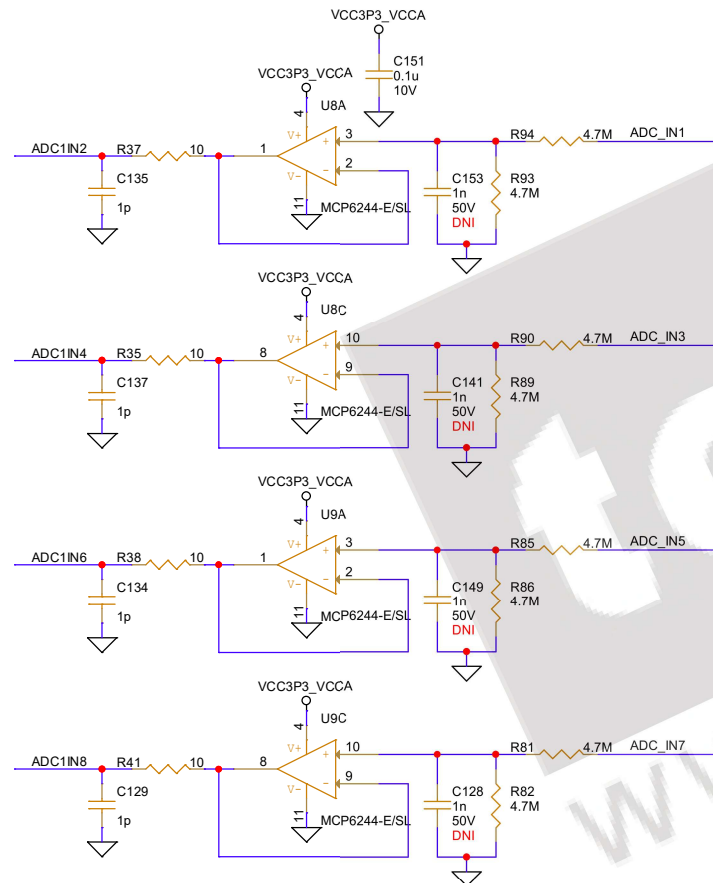 VCC3P3_VCCA
C151
0.1u
10V
VCC3P3_VCCA
U8A
4
V+
3
+
2
-
1
V-
11
MCP6244-E/SL
ADC1IN2
R37
10
C135
1p
R94
4.7M
ADC_IN1
C153
1n
50V
DNI
R93
4.7M
VCC3P3_VCCA
U8C
4
V+
10
+
9
-
8
V-
11
MCP6244-E/SL
ADC1IN4
R35
10
C137
1p
R90
4.7M
ADC_IN3
C141
1n
50V
DNI
R89
4.7M
VCC3P3_VCCA
U9A
4
V+
3
+
2
-
1
V-
11
MCP6244-E/SL
ADC1IN6
R38
10
C134
1p
R85
4.7M
ADC_IN5
C149
1n
50V
DNI
R86
4.7M
VCC3P3_VCCA
U9C
4
V+
10
+
9
-
8
V-
11
MCP6244-E/SL
ADC1IN8
R41
10
C129
1p
R81
4.7M
ADC_IN7
C128
1n
50V
DNI
R82
4.7M